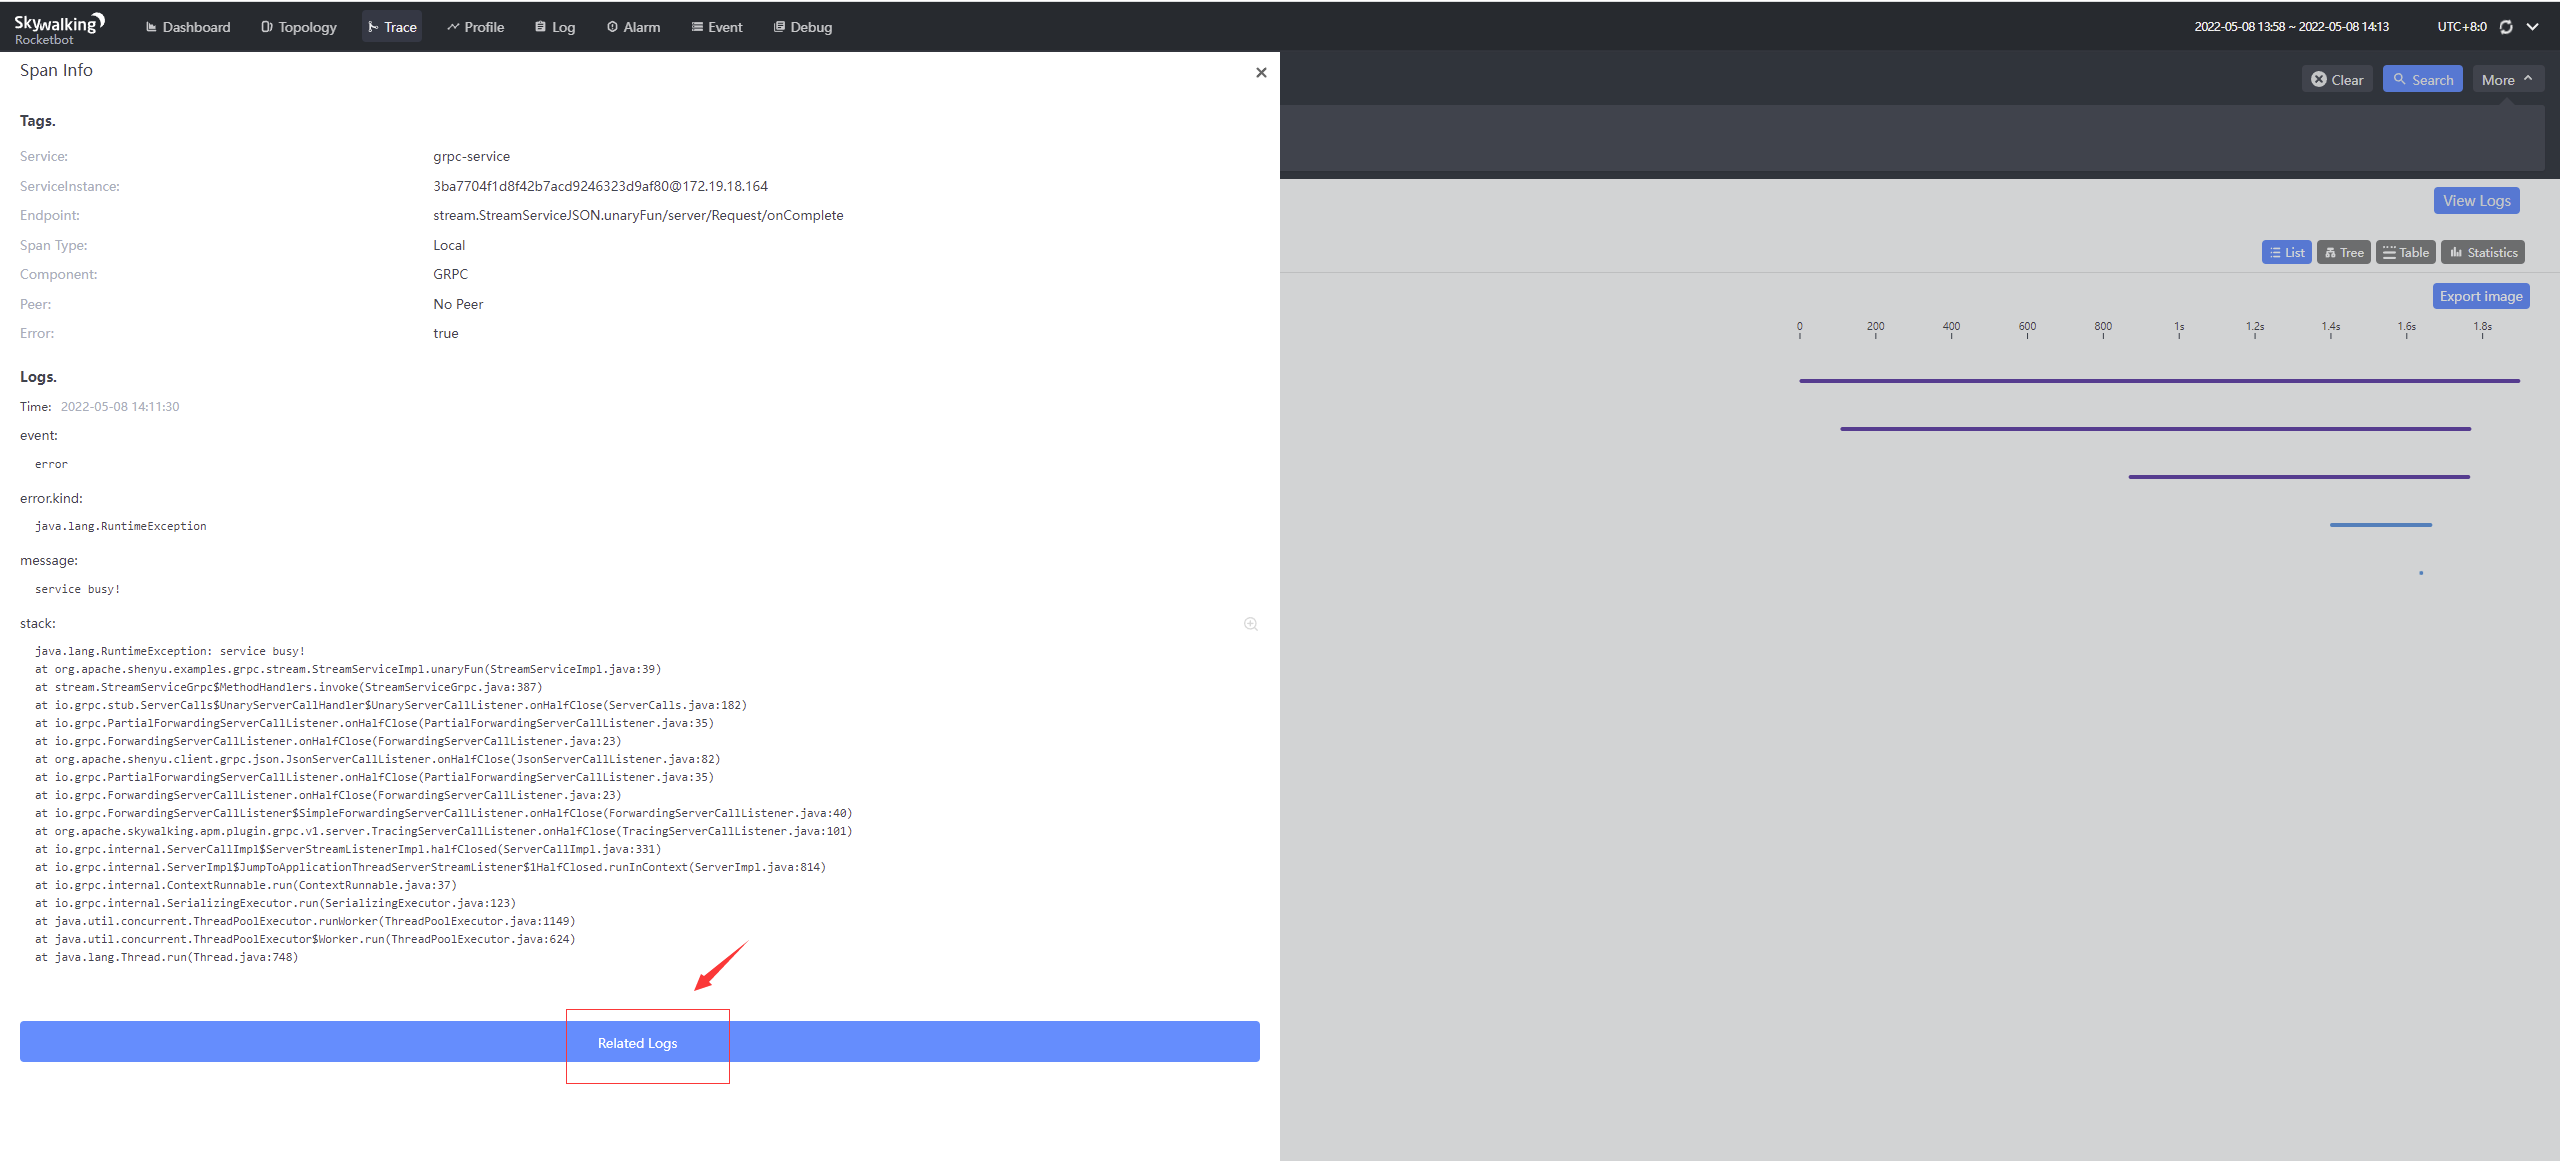 Skywalking
Rocketbot
Dashboard Topology Trace Profile Log Alarm Event Debug
2022-05-08 13:58 ~ 2022-05-08 14:13 UTC+8:0
Span Info
Clear Search More
Tags.
Service: grpc-service
ServiceInstance: 3ba7704f1d8f42b7acd9246323d9af80@172.19.18.164
Endpoint: stream.StreamServiceJSON.unaryFun/server/Request/onComplete
Span Type: Local
Component: GRPC
Peer: No Peer
Error: true
View Logs
List Tree Table Statistics
Export image
0 200 400 600 800 1s 1.2s 1.4s 1.6s 1.8s
Logs.
Time: 2022-05-08 14:11:30
event:
error
error.kind:
java.lang.RuntimeException
message:
service busy!
stack:
java.lang.RuntimeException: service busy!
at org.apache.shenyu.examples.grpc.stream.StreamServiceImpl.unaryFun(StreamServiceImpl.java:39)
at stream.StreamServiceGrpc$MethodHandlers.invoke(StreamServiceGrpc.java:387)
at io.grpc.stub.ServerCalls$UnaryServerCallHandler$UnaryServerCallListener.onHalfClose(ServerCalls.java:182)
at io.grpc.PartialForwardingServerCallListener.onHalfClose(PartialForwardingServerCallListener.java:35)
at io.grpc.ForwardingServerCallListener.onHalfClose(ForwardingServerCallListener.java:23)
at org.apache.shenyu.client.grpc.json.JsonServerCallListener.onHalfClose(JsonServerCallListener.java:82)
at io.grpc.PartialForwardingServerCallListener.onHalfClose(PartialForwardingServerCallListener.java:35)
at io.grpc.ForwardingServerCallListener.onHalfClose(ForwardingServerCallListener.java:23)
at io.grpc.ForwardingServerCallListener$SimpleForwardingServerCallListener.onHalfClose(ForwardingServerCallListener.java:40)
at org.apache.skywalking.apm.plugin.grpc.v1.server.TracingServerCallListener.onHalfClose(TracingServerCallListener.java:101)
at io.grpc.internal.ServerCallImpl$ServerStreamListenerImpl.halfClosed(ServerCallImpl.java:331)
at io.grpc.internal.ServerImpl$JumpToApplicationThreadServerStreamListener$1HalfClosed.runInContext(ServerImpl.java:814)
at io.grpc.internal.ContextRunnable.run(ContextRunnable.java:37)
at io.grpc.internal.SerializingExecutor.run(SerializingExecutor.java:123)
at java.util.concurrent.ThreadPoolExecutor.runWorker(ThreadPoolExecutor.java:1149)
at java.util.concurrent.ThreadPoolExecutor$Worker.run(ThreadPoolExecutor.java:624)
at java.lang.Thread.run(Thread.java:748)
Related Logs